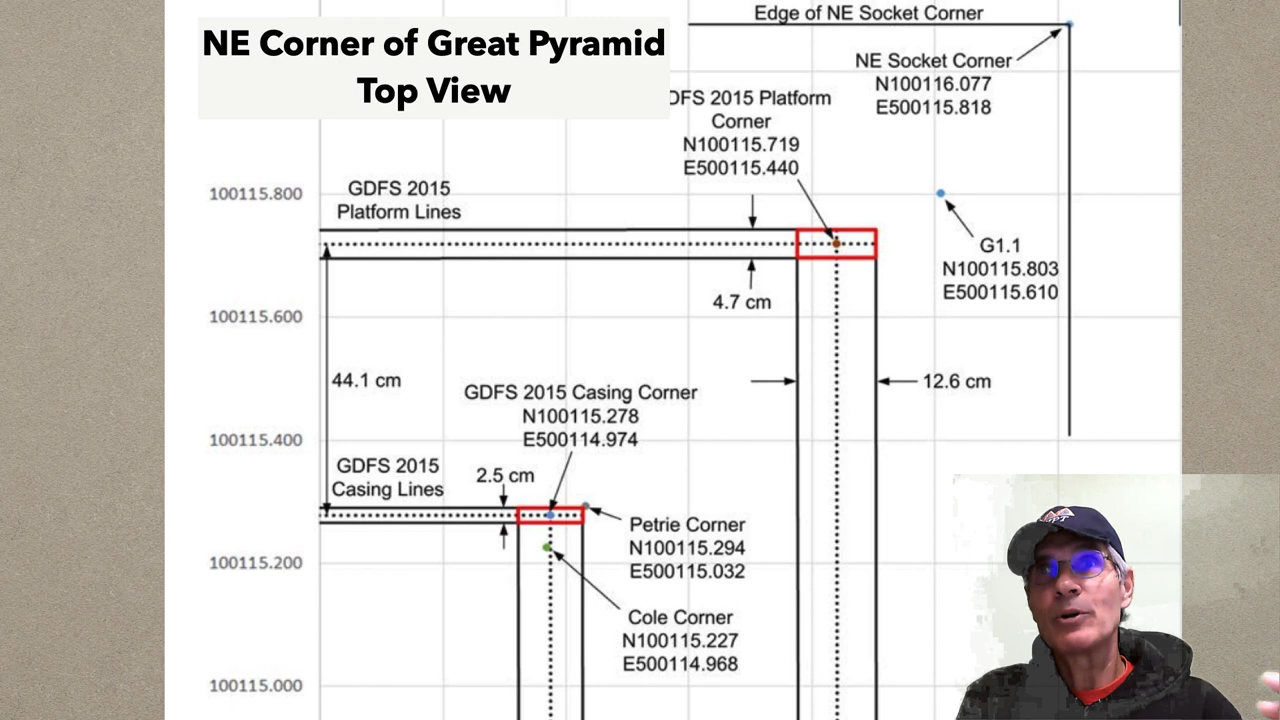 NE Corner of Great Pyramid
Top View
Edge of NE Socket Corner
NE Socket Corner
N100116.077
E500115.818
2015 Platform
Corner
N100115.719
E500115.440
100115.800
GDFS 2015
Platform Lines
G1.1
N100115.803
E500115.610
4.7 cm
100115.600
44.1 cm
12.6 cm
GDFS 2015 Casing Corner
N100115.278
E500114.974
100115.400
GDFS 2015
Casing Lines
2.5 cm
Petrie Corner
N100115.294
E500115.032
100115.200
Cole Corner
N100115.227
E500114.968
100115.000